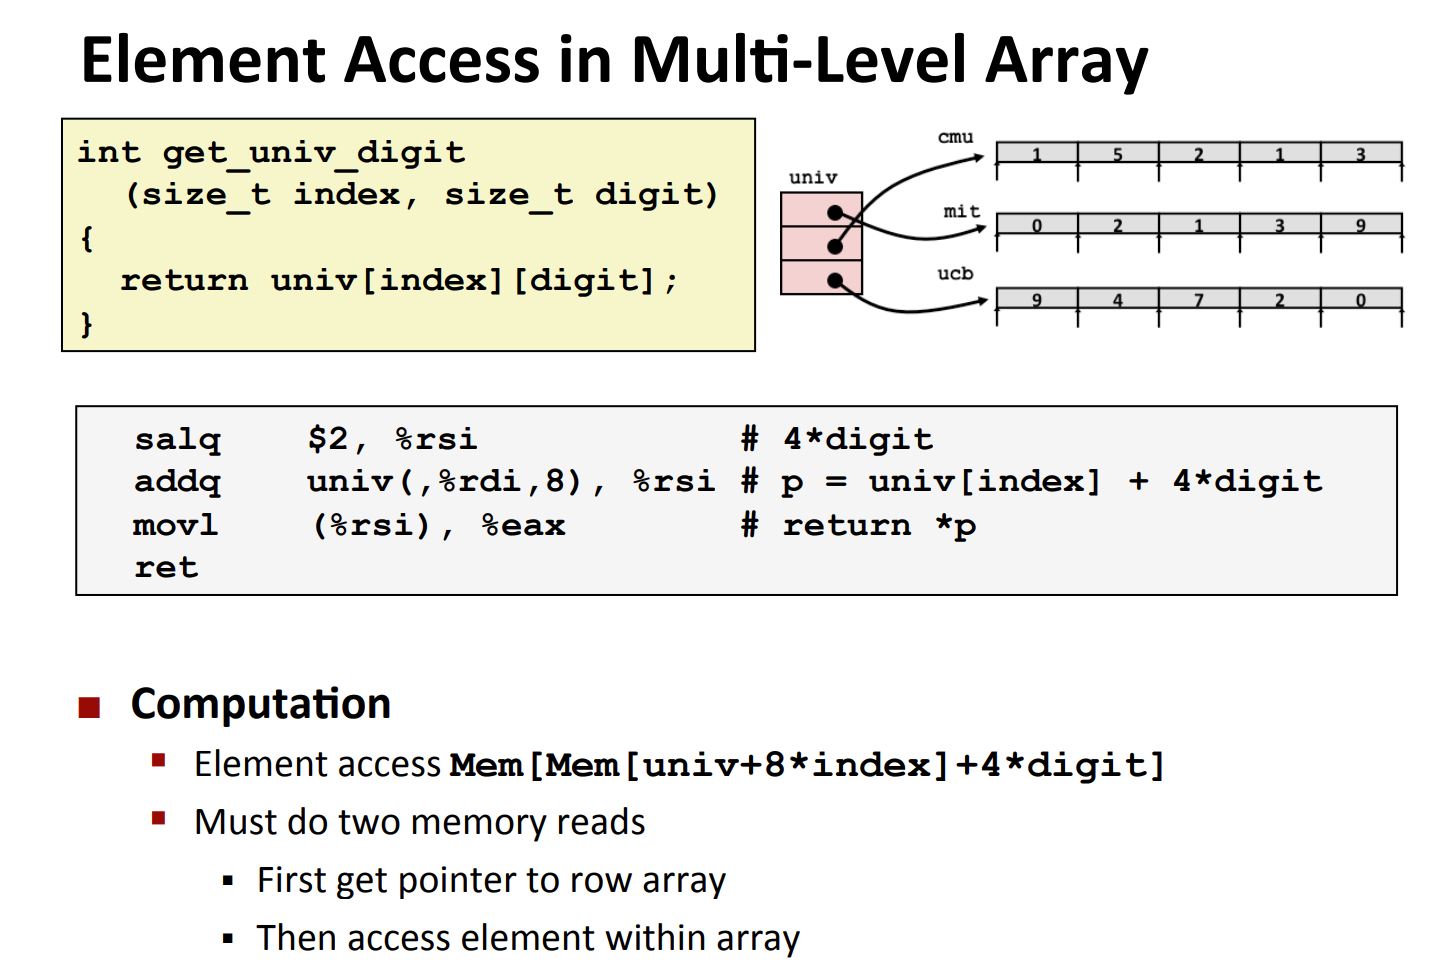 Element Access in Multi-Level Array
int get_univ_digit
(size_t index, size_t digit)
{
return univ[index][digit];
}
univ
cmu
1 5 2 1 3
mit
0 2 1 3 9
ucb
9 4 7 2 0
salq $2, %rsi # 4*digit
addq univ(,%rdi,8), %rsi # p = univ[index] + 4*digit
movl (%rsi), %eax # return *p
ret
Computation
Element access Mem[Mem[univ+8*index]+4*digit]
Must do two memory reads
First get pointer to row array
Then access element within array